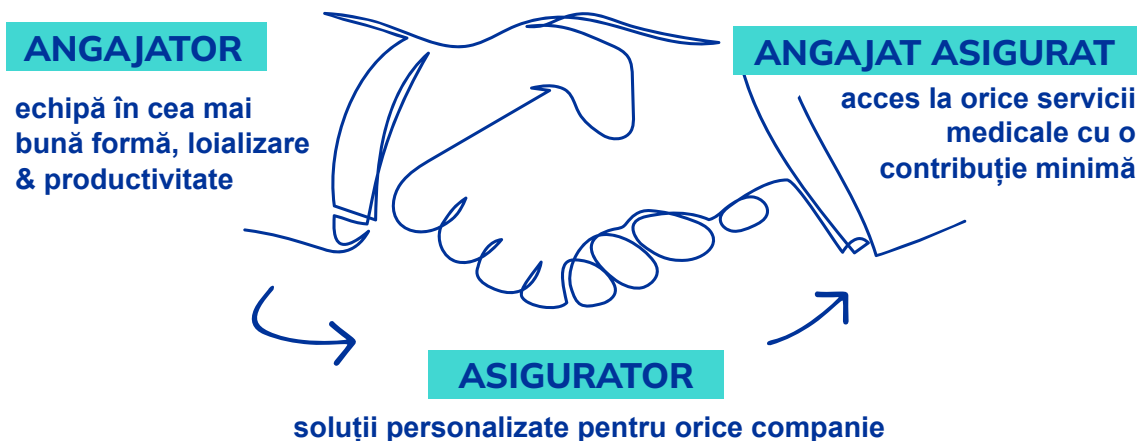 ANGAJATOR
echipă în cea mai
bună formă, loializare
& productivitate
ANGAJAT ASIGURAT
acces la orice servicii
medicale cu o
contribuție minimă
ASIGURATOR
soluții personalizate pentru orice companie